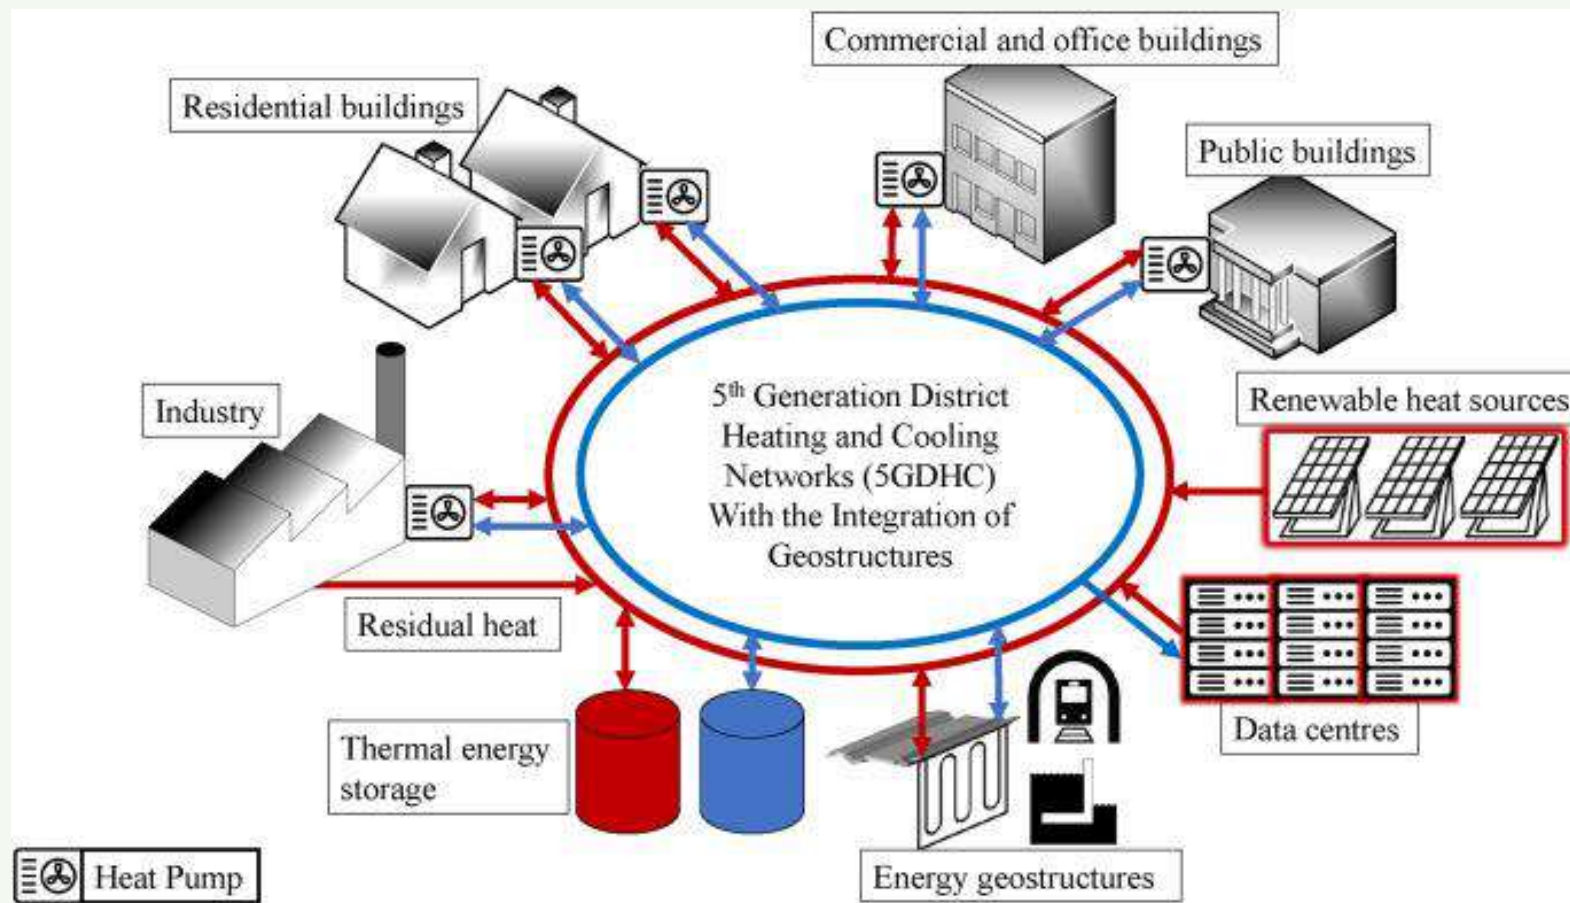 Commercial and office buildings
Residential buildings
Public buildings
Industry
5th Generation District
Heating and Cooling
Networks (5GDHC)
With the Integration of
Geostructures
Renewable heat sources
Residual heat
Thermal energy
storage
Data centres
Energy geostructures
Heat Pump